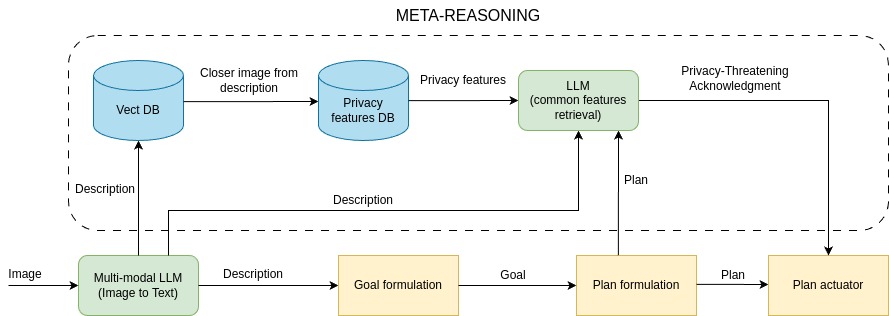 META-REASONING
Vect DB
Closer image from
description
Privacy
features DB
Privacy features
LLM
(common features
retrieval)
Privacy-Threatening
Acknowledgment
Description
Description
Plan
Image
Multi-modal LLM
(Image to Text)
Description
Goal formulation
Goal
Plan formulation
Plan
Plan actuator